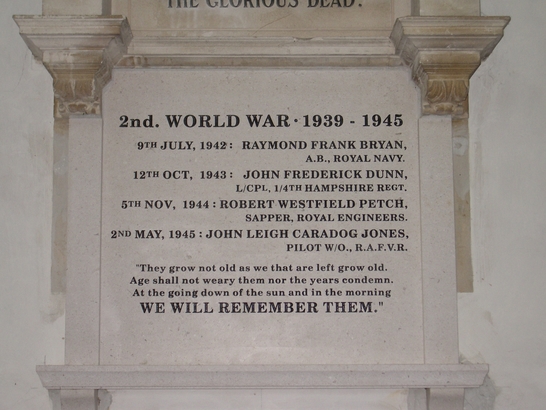 THE GLORIOUS DEAD.
2nd. WORLD WAR · 1939 - 1945
9TH JULY, 1942 : RAYMOND FRANK BRYAN,
A.B., ROYAL NAVY.
12TH OCT, 1943 : JOHN FREDERICK DUNN,
L/CPL, 1/4TH HAMPSHIRE REGT.
5TH NOV, 1944 : ROBERT WESTFIELD PETCH,
SAPPER, ROYAL ENGINEERS.
2ND MAY, 1945 : JOHN LEIGH CARADOG JONES,
PILOT W/O., R.A.F.V.R.
"They grow not old as we that are left grow old.
Age shall not weary them nor the years condemn.
At the going down of the sun and in the morning
WE WILL REMEMBER THEM."